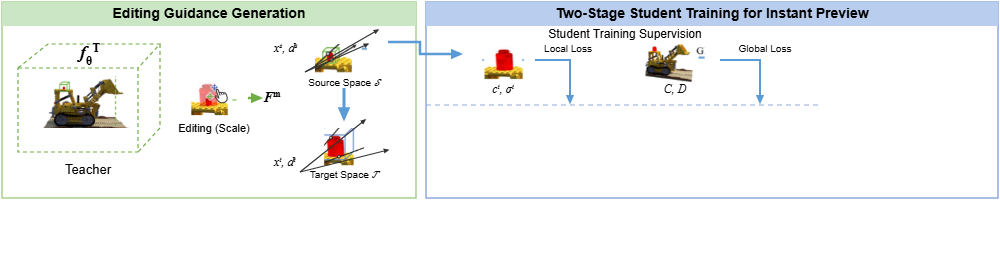 Editing Guidance Generation
f_θ^T
Teacher
Editing (Scale)
F^m
x^s, d^s
Source Space 𝒮
x^t, d^t
Target Space 𝒯
Two-Stage Student Training for Instant Preview
Student Training Supervision
Local Loss
c^t, σ^t
G
C, D
Global Loss